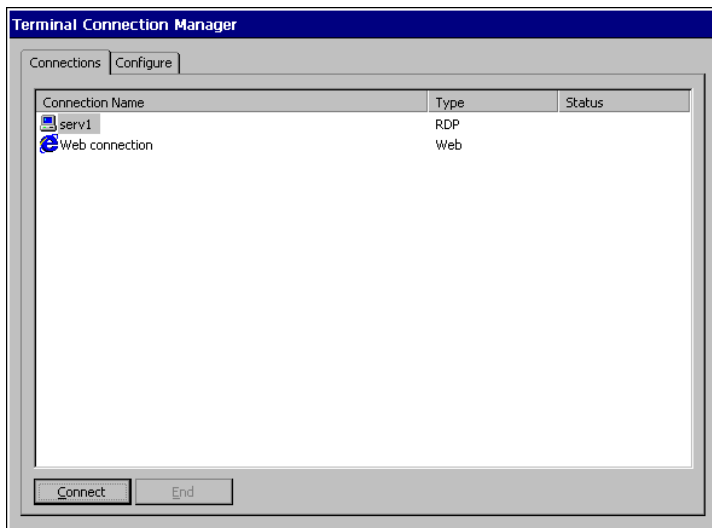 Terminal Connection Manager
Connections Configure
Connection Name Type Status
serv1 RDP
Web connection Web
Connect End